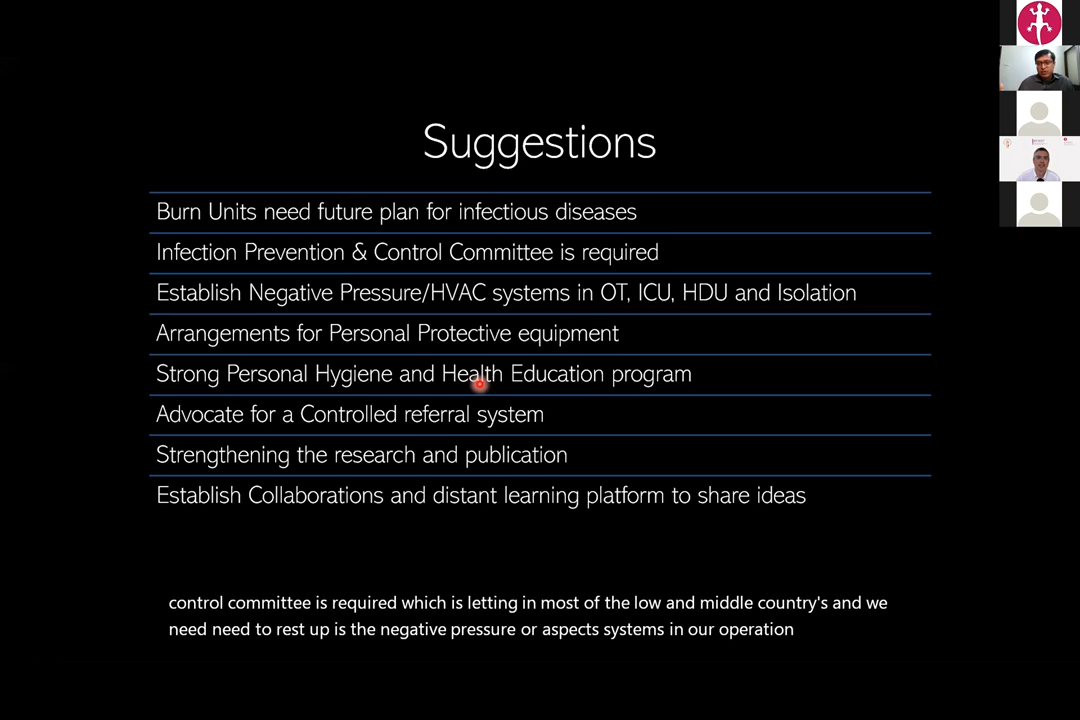 Suggestions
Burn Units need future plan for infectious diseases
Infection Prevention & Control Committee is required
Establish Negative Pressure/HVAC systems in OT, ICU, HDU and Isolation
Arrangements for Personal Protective equipment
Strong Personal Hygiene and Health Education program
Advocate for a Controlled referral system
Strengthening the research and publication
Establish Collaborations and distant learning platform to share ideas
control committee is required which is letting in most of the low and middle country's and we
need need to rest up is the negative pressure or aspects systems in our operation